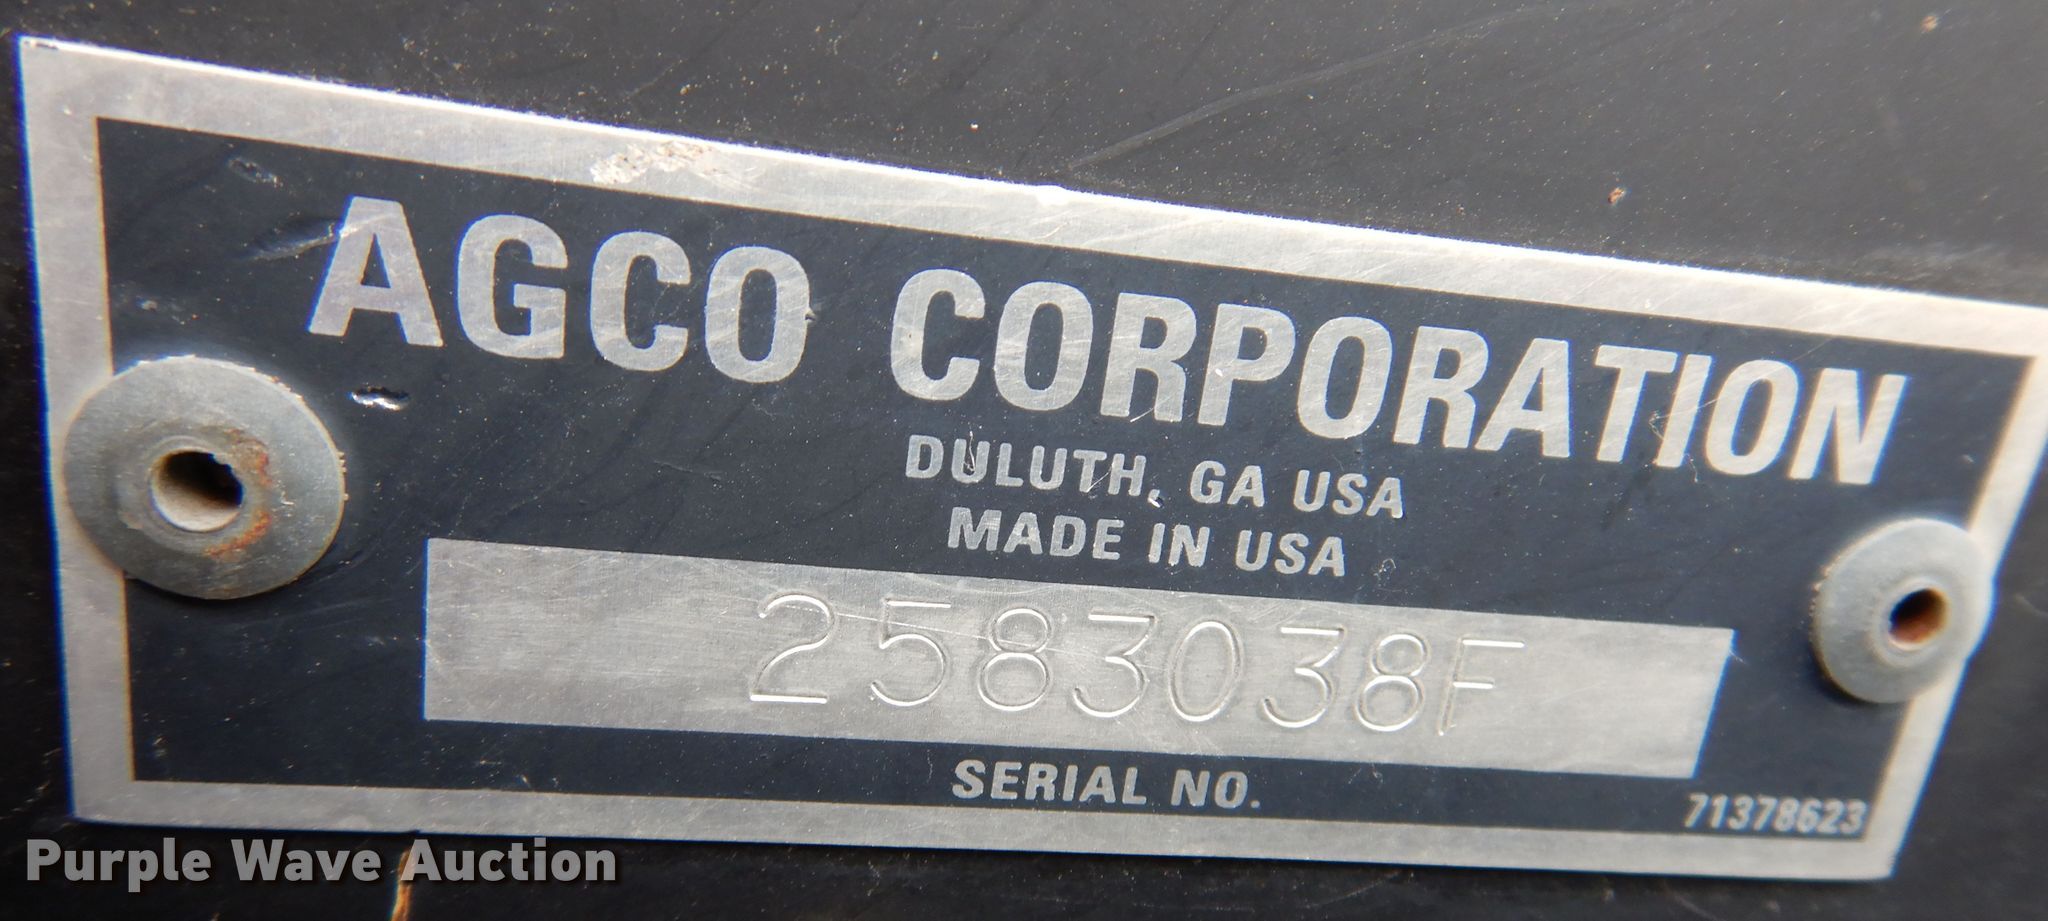 AGCO CORPORATION
DULUTH, GA USA
MADE IN USA
2583038F
SERIAL NO.
71378623
Purple Wave Auction